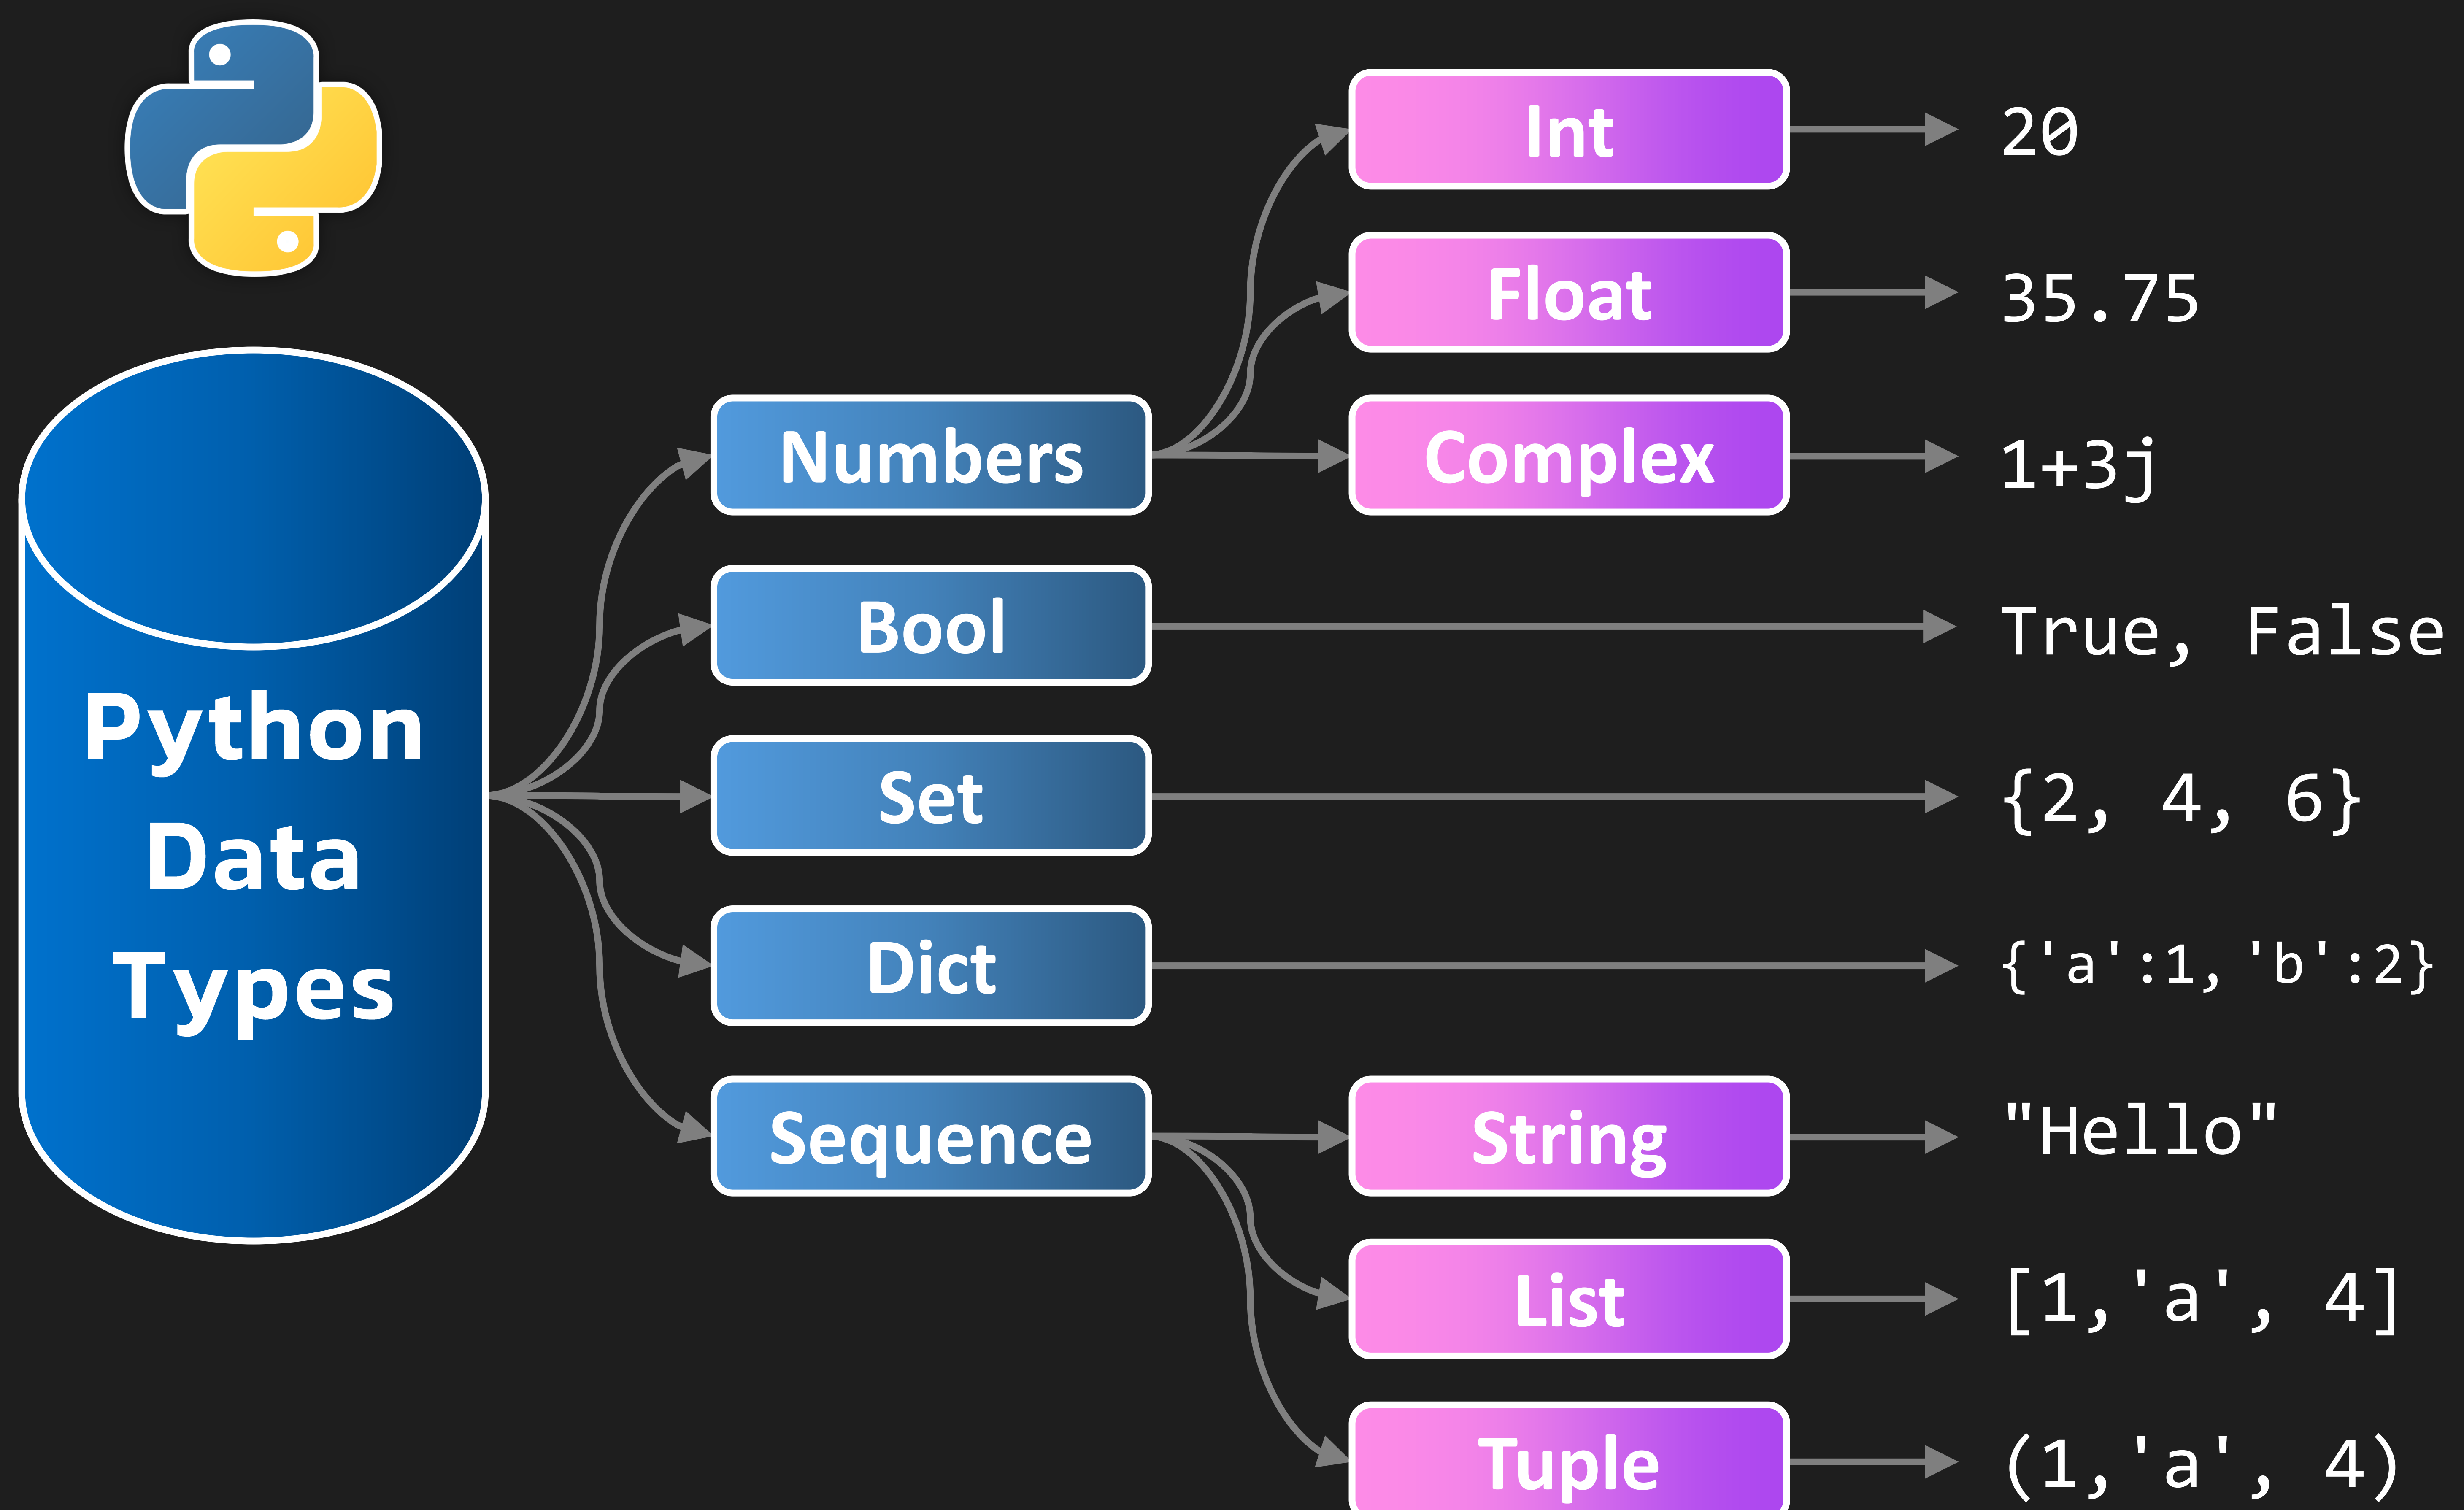 Python
Data
Types
Numbers
Int
20
Float
35.75
Complex
1+3j
Bool
True, False
Set
{2, 4, 6}
Dict
{'a':1,'b':2}
Sequence
String
"Hello"
List
[1,'a', 4]
Tuple
(1,'a', 4)